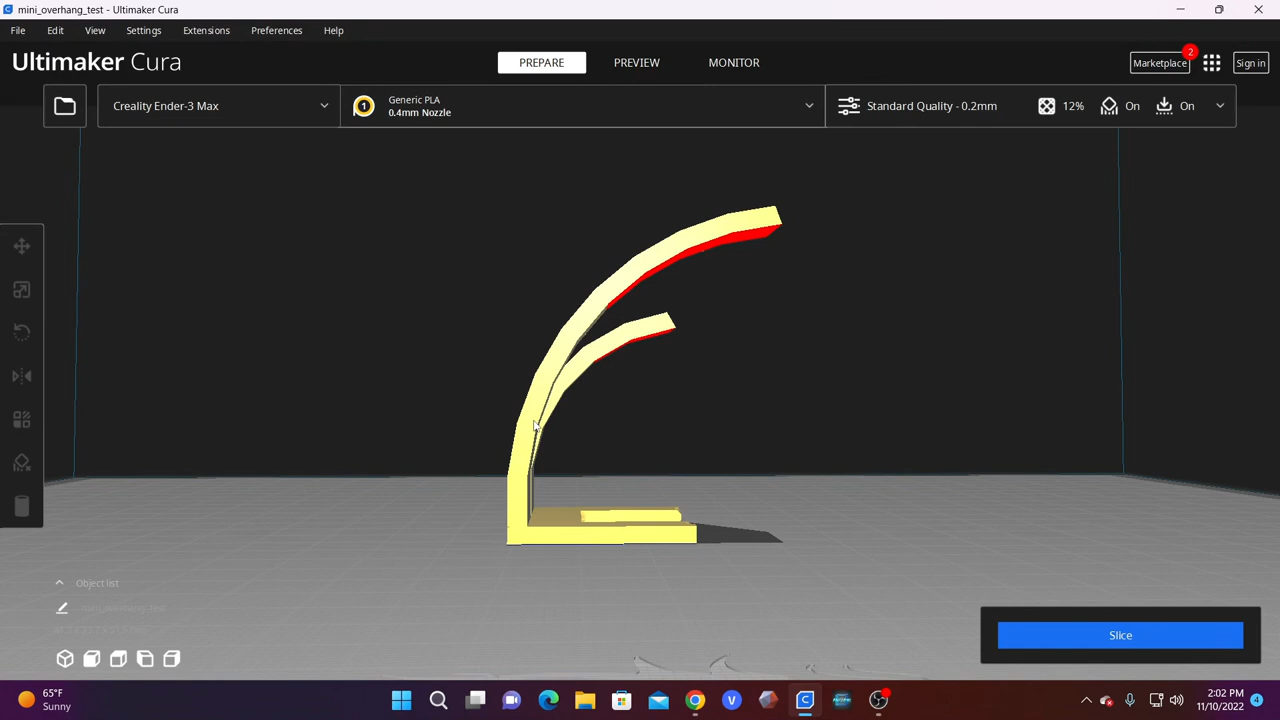 mini_overhang_test - Ultimaker Cura
File Edit View Settings Extensions Preferences Help
Ultimaker Cura
PREPARE PREVIEW MONITOR
Marketplace 2 Sign in
Creality Ender-3 Max
1 Generic PLA
0.4mm Nozzle
Standard Quality - 0.2mm 12% On On
Object list
mini_overhang_test
Slice
65°F
Sunny
2:02 PM
11/10/2022
4